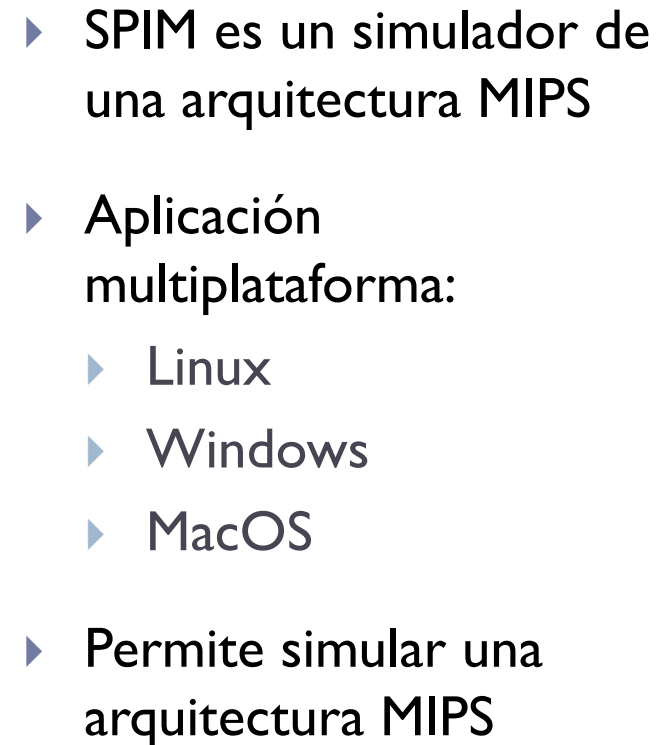 SPIM es un simulador de
una arquitectura MIPS
Aplicación
multiplataforma:
Linux
Windows
MacOS
Permite simular una
arquitectura MIPS